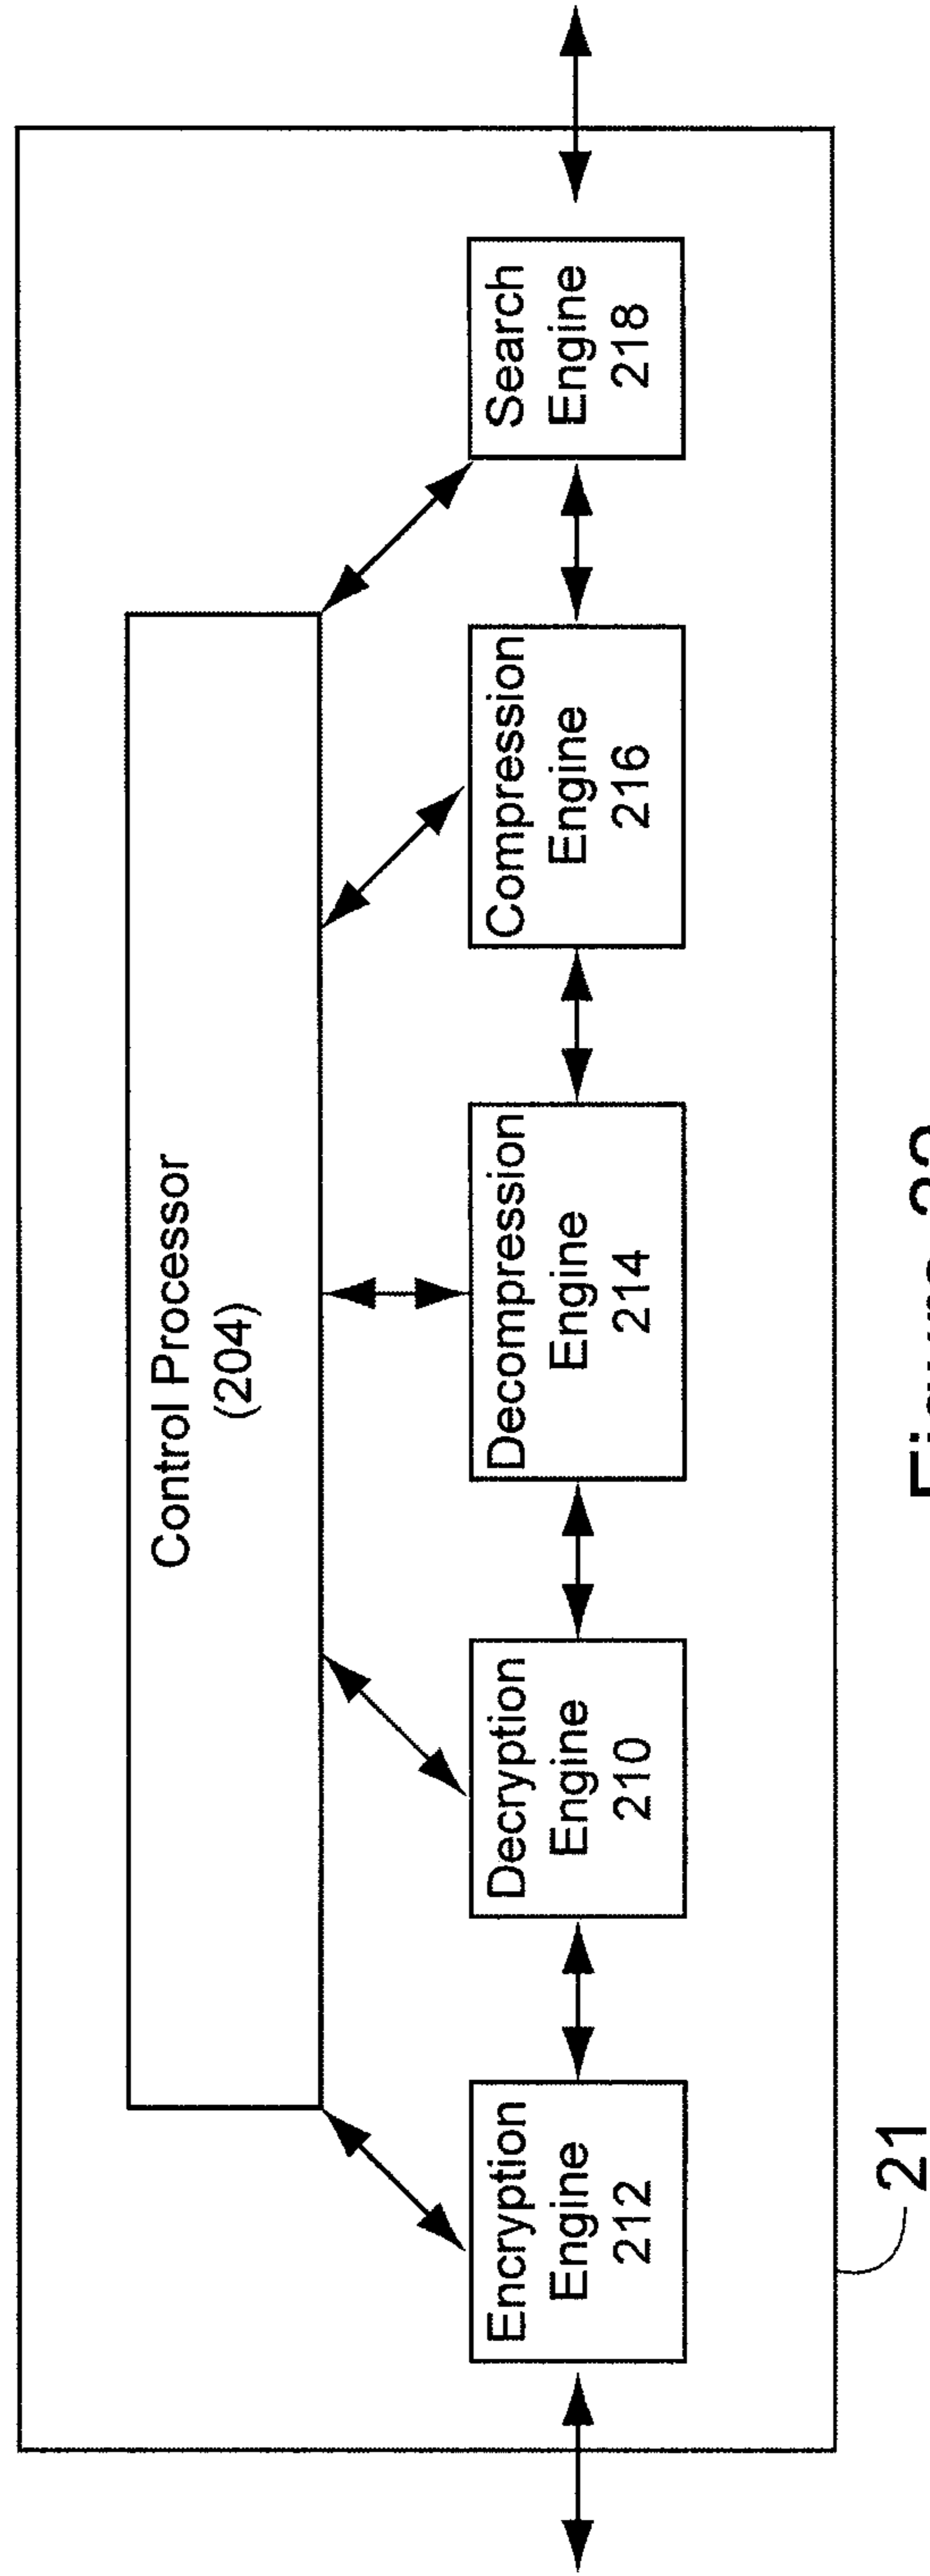 Control Processor
(204)
Encryption
Engine
212
Decryption
Engine
210
Decompression
Engine
214
Compression
Engine
216
Search
Engine
218
21
Figure